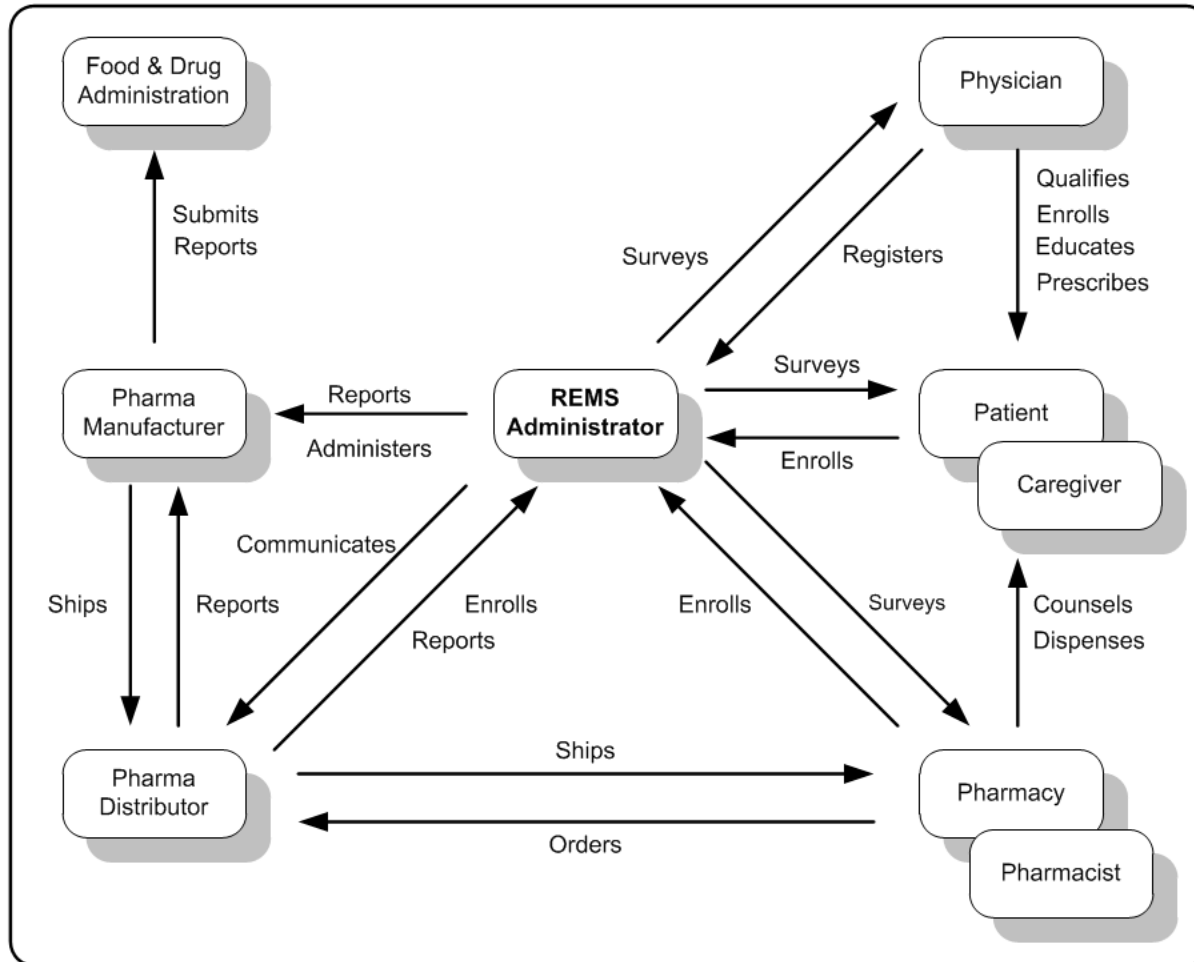 Food & Drug
Administration
Physician
Submits
Reports
Qualifies
Enrolls
Educates
Prescribes
Surveys
Registers
Pharma
Manufacturer
Reports
Administers
REMS
Administrator
Surveys
Enrolls
Patient
Caregiver
Ships
Reports
Communicates
Enrolls
Reports
Enrolls
Surveys
Counsels
Dispenses
Pharma
Distributor
Ships
Orders
Pharmacy
Pharmacist